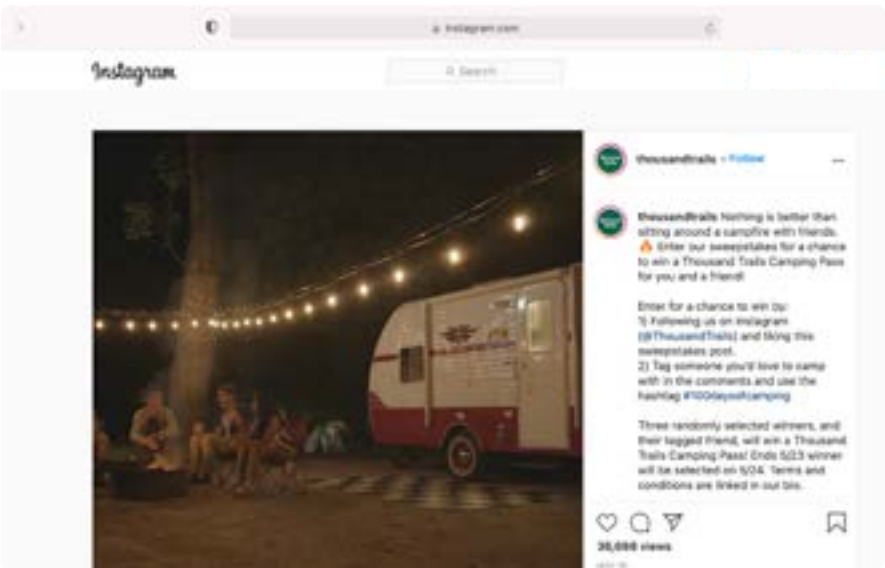 instagram.com
Instagram
Search
thousandtrails • Follow
thousandtrails Nothing is better than
sitting around a campfire with friends.
🔥 Enter our sweepstakes for a chance
to win a Thousand Trails Camping Pass
for you and a friend!
Enter for a chance to win by:
1) Following us on Instagram
(@ThousandTrails) and liking this
sweepstakes post.
2) Tag someone you'd love to camp
with in the comments and use the
hashtag #100daysofcamping
Three randomly selected winners, and
their tagged friend, will win a Thousand
Trails Camping Pass! Ends 5/23 winner
will be selected on 5/24. Terms and
conditions are linked in our bio.
views